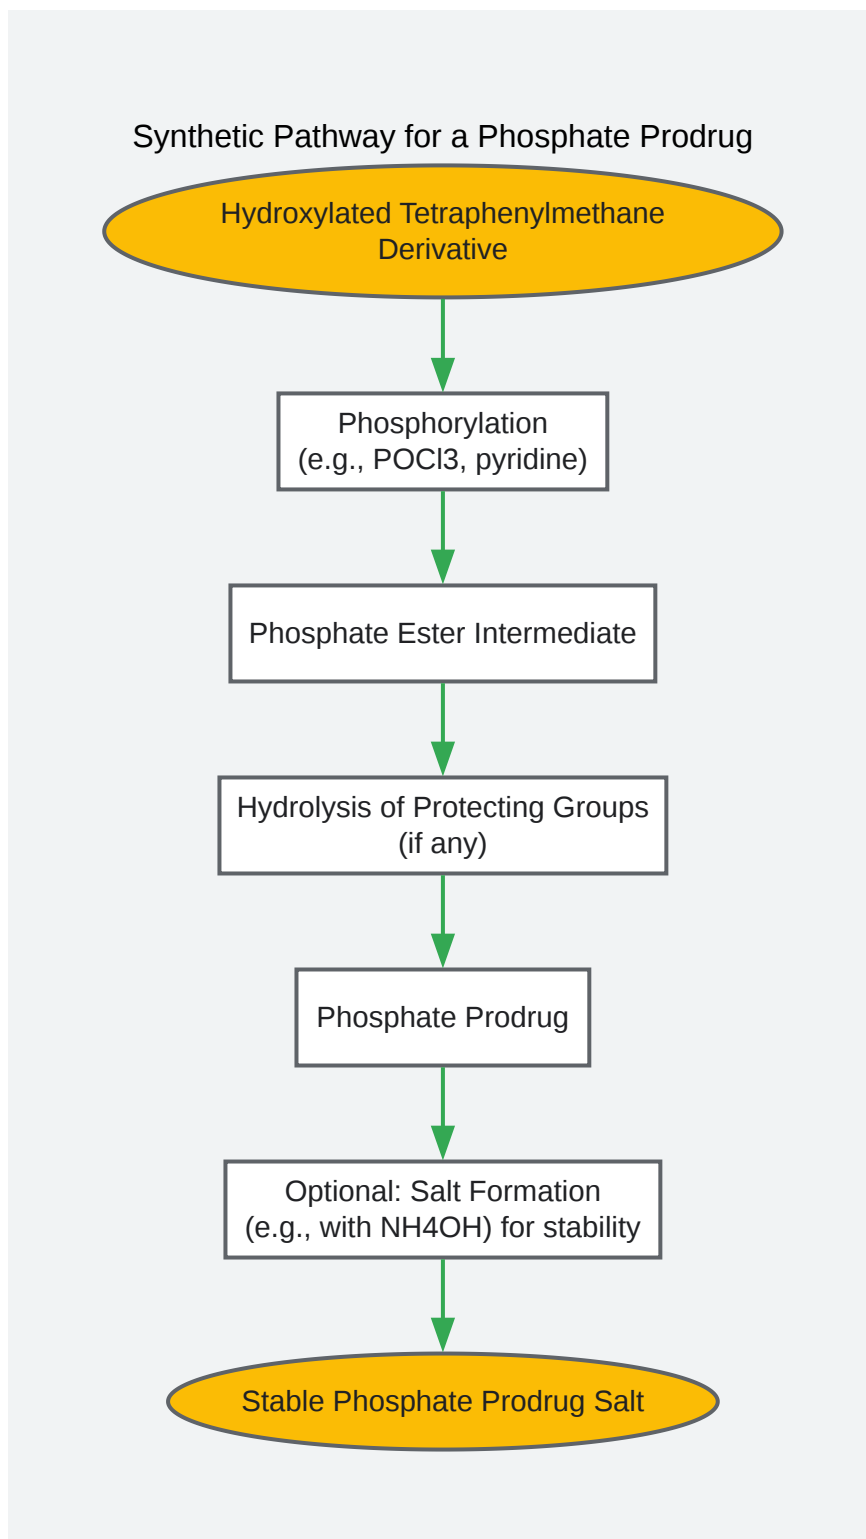 Synthetic Pathway for a Phosphate Prodrug
Hydroxylated Tetraphenylmethane
Derivative
Phosphorylation
(e.g., POCl3, pyridine)
Phosphate Ester Intermediate
Hydrolysis of Protecting Groups
(if any)
Phosphate Prodrug
Optional: Salt Formation
(e.g., with NH4OH) for stability
Stable Phosphate Prodrug Salt